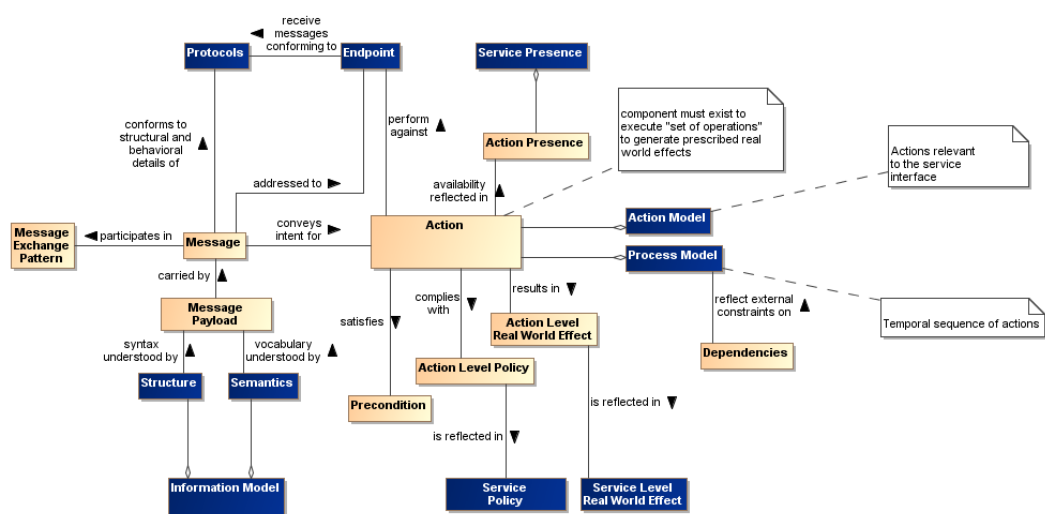 receive
messages
conforming to
Protocols
Endpoint
Service Presence
conforms to
structural and
behavioral
details of
perform
against
component must exist to
execute "set of operations"
to generate prescribed real
world effects
Action Presence
Actions relevant
to the service
interface
addressed to
availability
reflected in
Message
Exchange
Pattern
participates in
Message
conveys
intent for
Action
Action Model
Process Model
carried by
Message
Payload
satisfies
complies
with
results in
reflect external
constraints on
Temporal sequence of actions
Action Level
Real World Effect
syntax
understood by
vocabulary
understood by
Dependencies
Structure
Semantics
Action Level Policy
Precondition
is reflected in
is reflected in
Information Model
Service
Policy
Service Level
Real World Effect